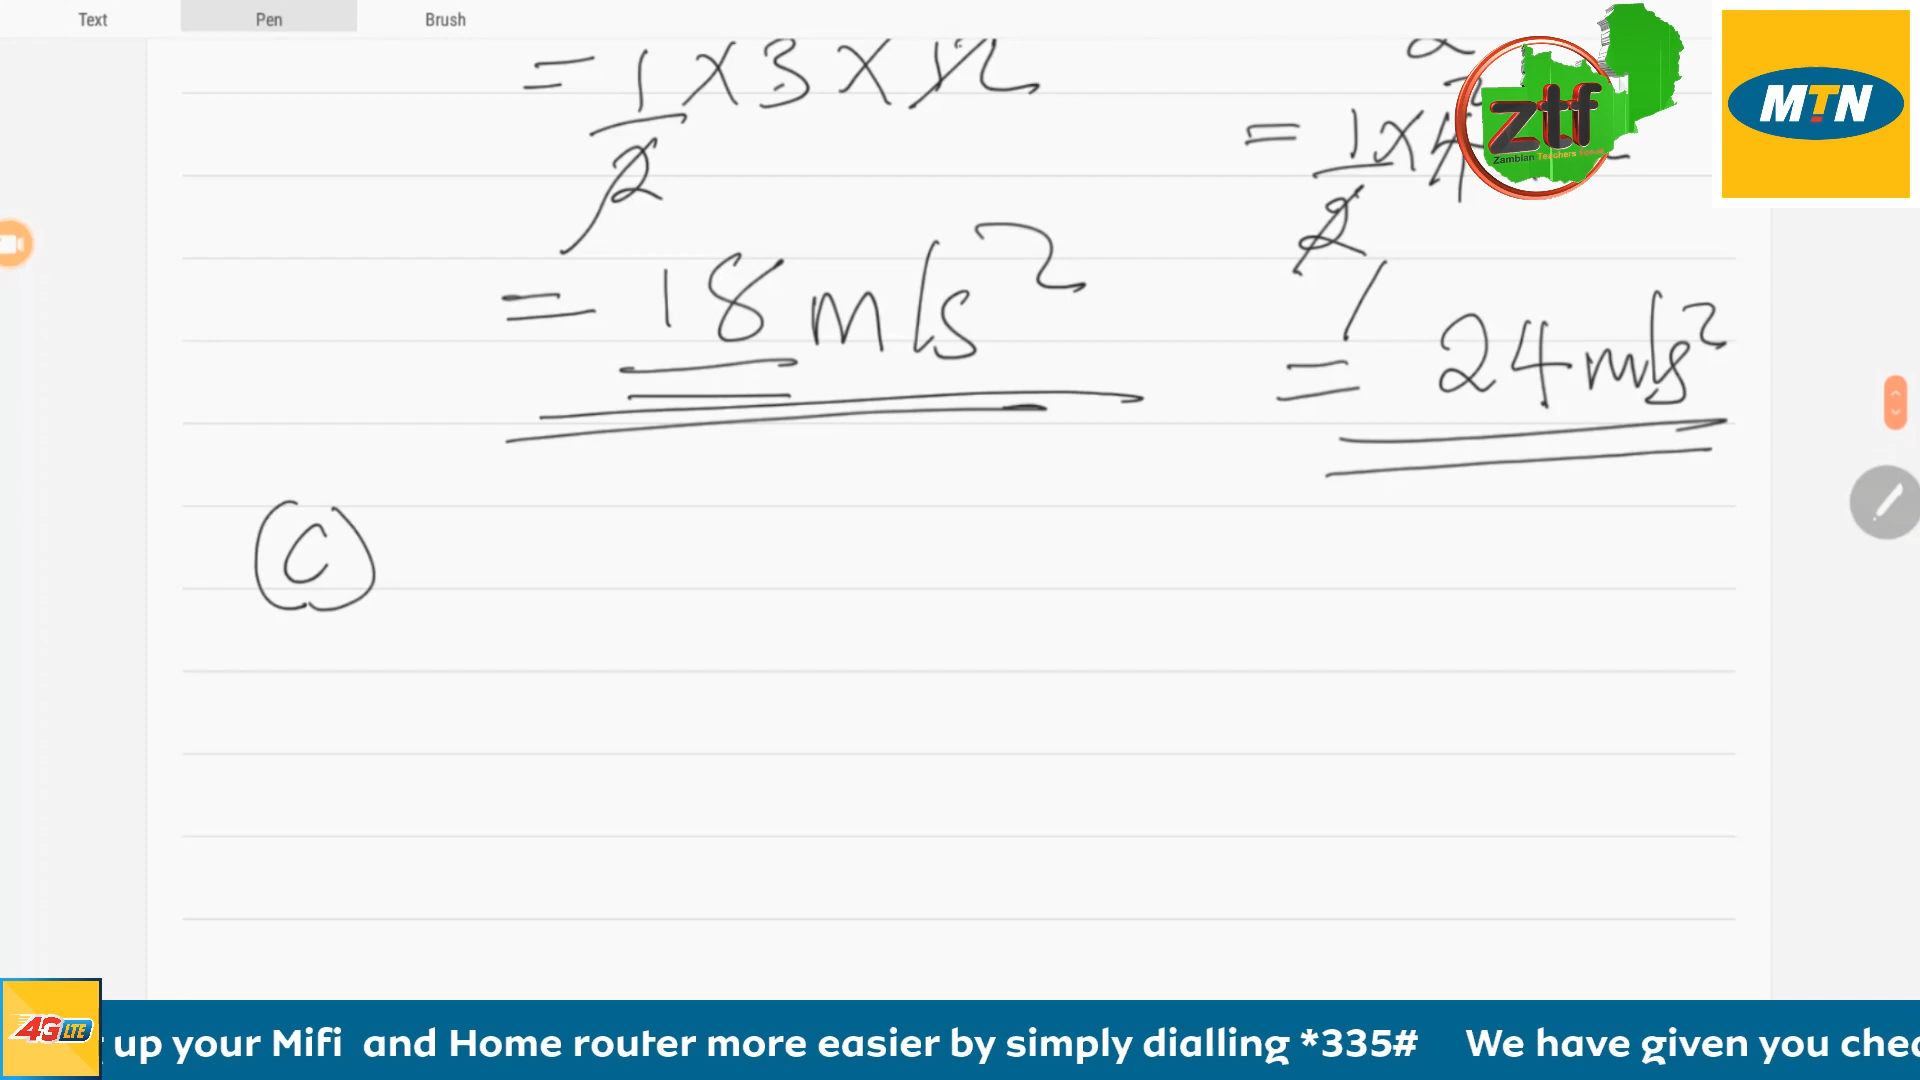 Text Pen Brush
= 1 x 3 x 12
2
= 18 m/s²
= 1 x 4
2
= 24 m/s²
(c)
ztf
Zambian Teachers Forum
MTN
4G LTE
up your Mifi and Home router more easier by simply dialling *335# We have given you